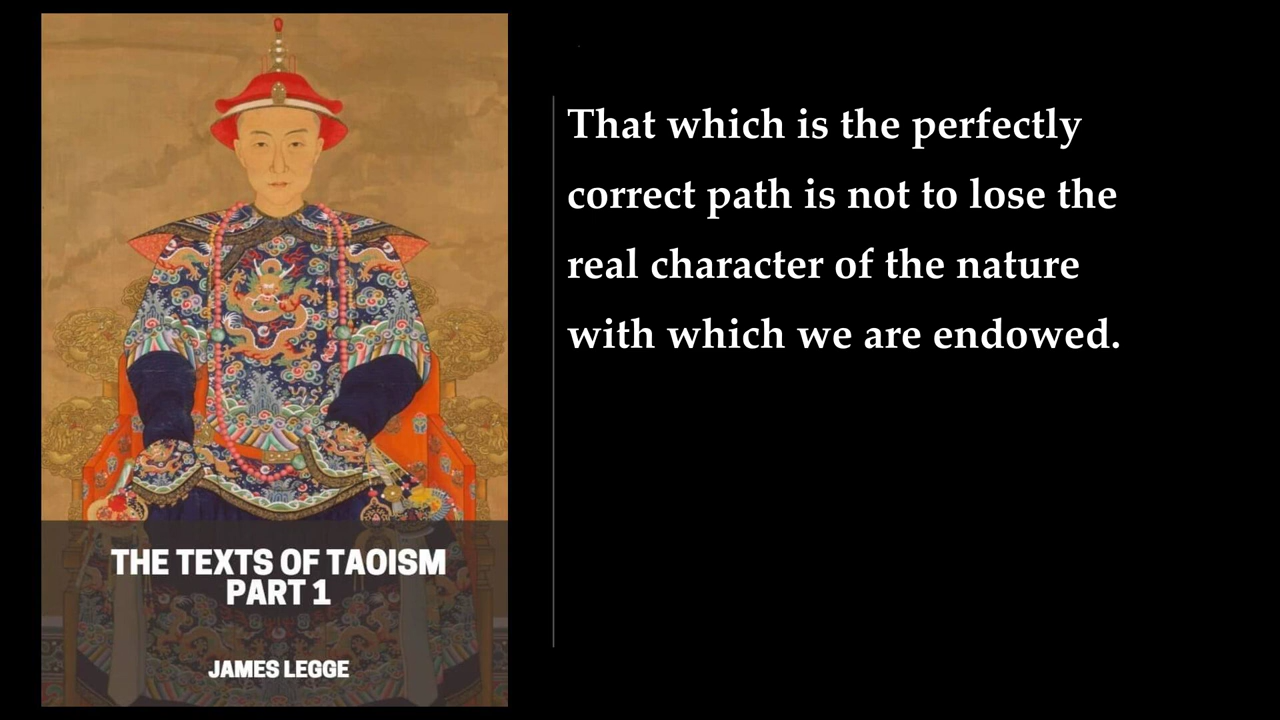 THE TEXTS OF TAOISM
PART 1
JAMES LEGGE
That which is the perfectly
correct path is not to lose the
real character of the nature
with which we are endowed.